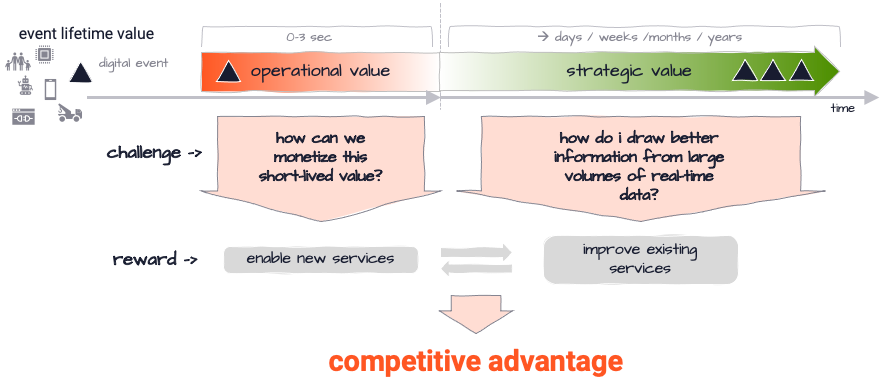 event lifetime value
0-3 sec
→ days / weeks /months / years
digital event
operational value
strategic value
time
challenge ->
how can we
monetize this
short-lived value?
how do i draw better
information from large
volumes of real-time
data?
reward ->
enable new services
improve existing
services
competitive advantage